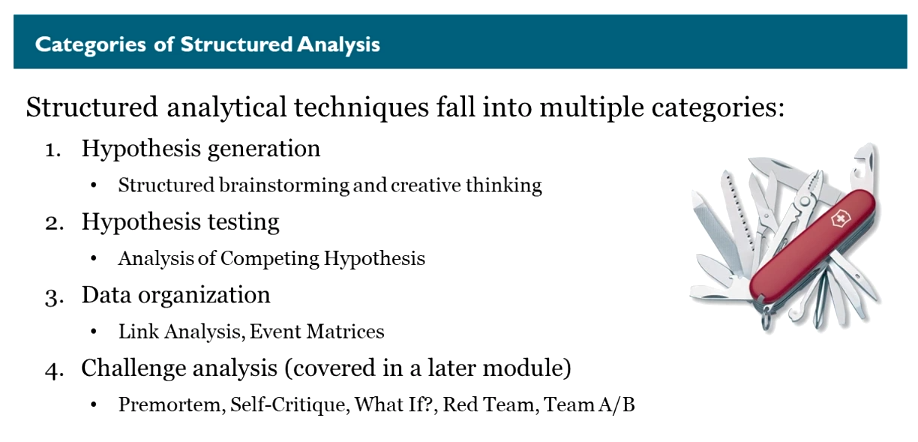 Categories of Structured Analysis
Structured analytical techniques fall into multiple categories:
1. Hypothesis generation
• Structured brainstorming and creative thinking
2. Hypothesis testing
• Analysis of Competing Hypothesis
3. Data organization
• Link Analysis, Event Matrices
4. Challenge analysis (covered in a later module)
• Premortem, Self-Critique, What If?, Red Team, Team A/B